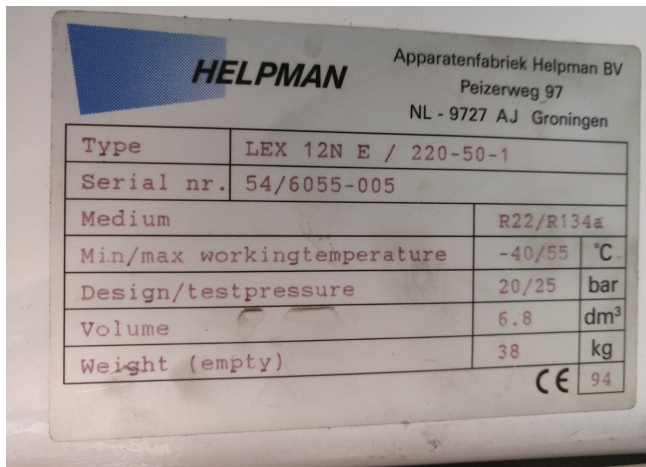 HELPMAN
Apparatenfabriek Helpman BV
Peizerweg 97
NL - 9727 AJ Groningen
Type LEX 12N E / 220-50-1
Serial nr. 54/6055-005
Medium R22/R134a
Min/max workingtemperature -40/55 °C
Design/testpressure 20/25 bar
Volume 6.8 dm³
Weight (empty) 38 kg
CE 94